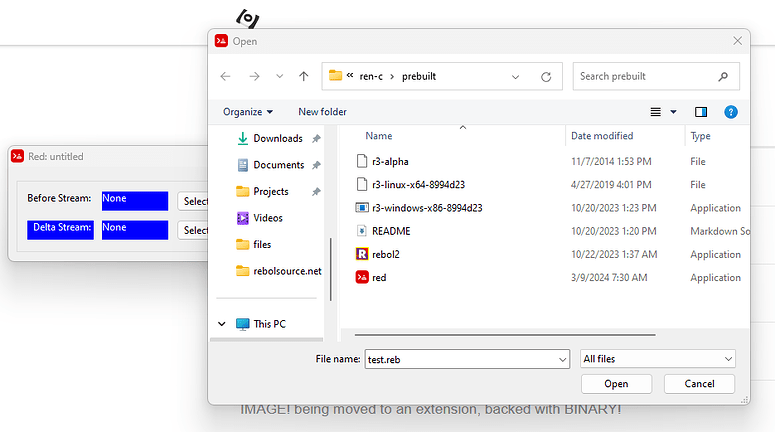 Open
« ren-c › prebuilt
Search prebuilt
Organize
New folder
Name
Date modified
Type
Downloads
Documents
Projects
Videos
files
rebolsource.net
This PC
r3-alpha 11/7/2014 1:53 PM File
r3-linux-x64-8994d23 4/27/2019 4:01 PM File
r3-windows-x86-8994d23 10/20/2023 1:23 PM Application
README 10/20/2023 1:20 PM Markdown So
rebol2 10/22/2023 1:37 AM Application
red 3/9/2024 7:30 AM Application
File name: test.reb All files
Open Cancel
Red: untitled
Before Stream: None Select
Delta Stream: None Select
IMAGE! being moved to an extension, backed with BINARY!